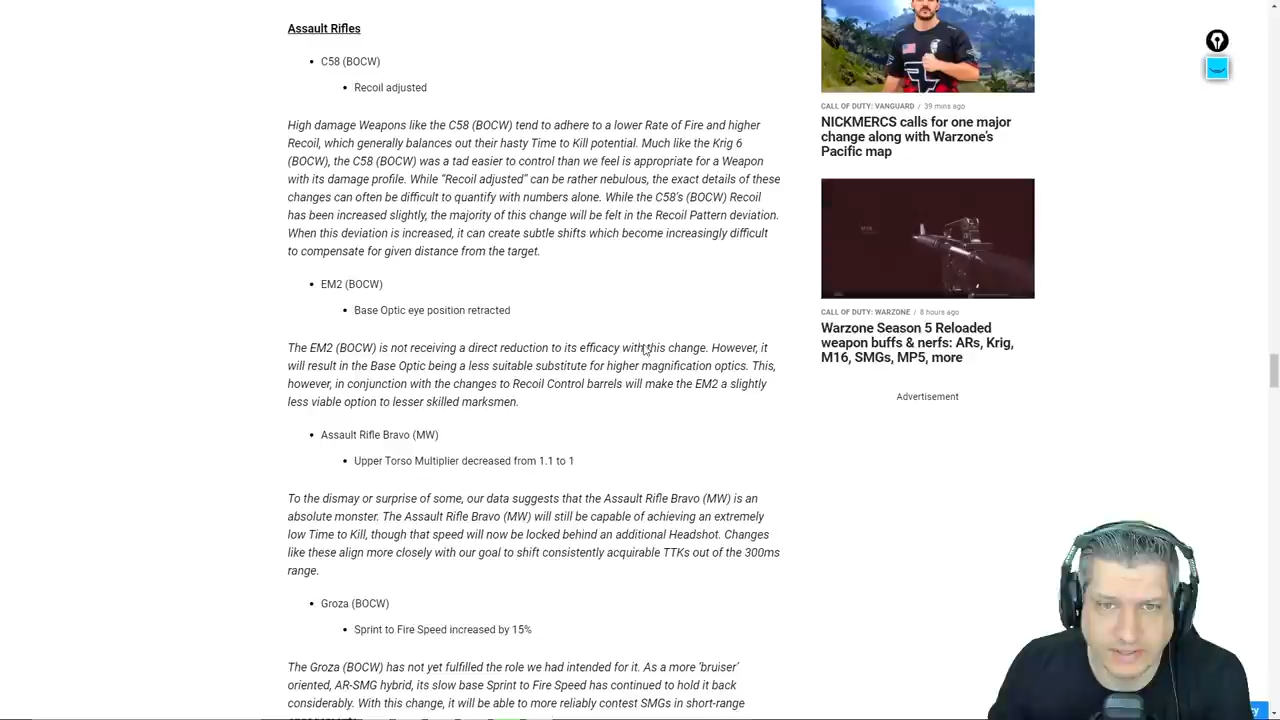 Assault Rifles
• C58 (BOCW)
• Recoil adjusted
High damage Weapons like the C58 (BOCW) tend to adhere to a lower Rate of Fire and higher
Recoil, which generally balances out their hasty Time to Kill potential. Much like the Krig 6
(BOCW), the C58 (BOCW) was a tad easier to control than we feel is appropriate for a Weapon
with its damage profile. While “Recoil adjusted” can be rather nebulous, the exact details of these
changes can often be difficult to quantify with numbers alone. While the C58's (BOCW) Recoil
has been increased slightly, the majority of this change will be felt in the Recoil Pattern deviation.
When this deviation is increased, it can create subtle shifts which become increasingly difficult
to compensate for given distance from the target.
• EM2 (BOCW)
• Base Optic eye position retracted
The EM2 (BOCW) is not receiving a direct reduction to its efficacy with this change. However, it
will result in the Base Optic being a less suitable substitute for higher magnification optics. This,
however, in conjunction with the changes to Recoil Control barrels will make the EM2 a slightly
less viable option to lesser skilled marksmen.
• Assault Rifle Bravo (MW)
• Upper Torso Multiplier decreased from 1.1 to 1
To the dismay or surprise of some, our data suggests that the Assault Rifle Bravo (MW) is an
absolute monster. The Assault Rifle Bravo (MW) will still be capable of achieving an extremely
low Time to Kill, though that speed will now be locked behind an additional Headshot. Changes
like these align more closely with our goal to shift consistently acquirable TTKs out of the 300ms
range.
• Groza (BOCW)
• Sprint to Fire Speed increased by 15%
The Groza (BOCW) has not yet fulfilled the role we had intended for it. As a more ‘bruiser’
oriented, AR-SMG hybrid, its slow base Sprint to Fire Speed has continued to hold it back
considerably. With this change, it will be able to more reliably contest SMGs in short-range
CALL OF DUTY: VANGUARD / 39 mins ago
NICKMERCS calls for one major
change along with Warzone’s
Pacific map
CALL OF DUTY: WARZONE / 8 hours ago
Warzone Season 5 Reloaded
weapon buffs & nerfs: ARs, Krig,
M16, SMGs, MP5, more
Advertisement